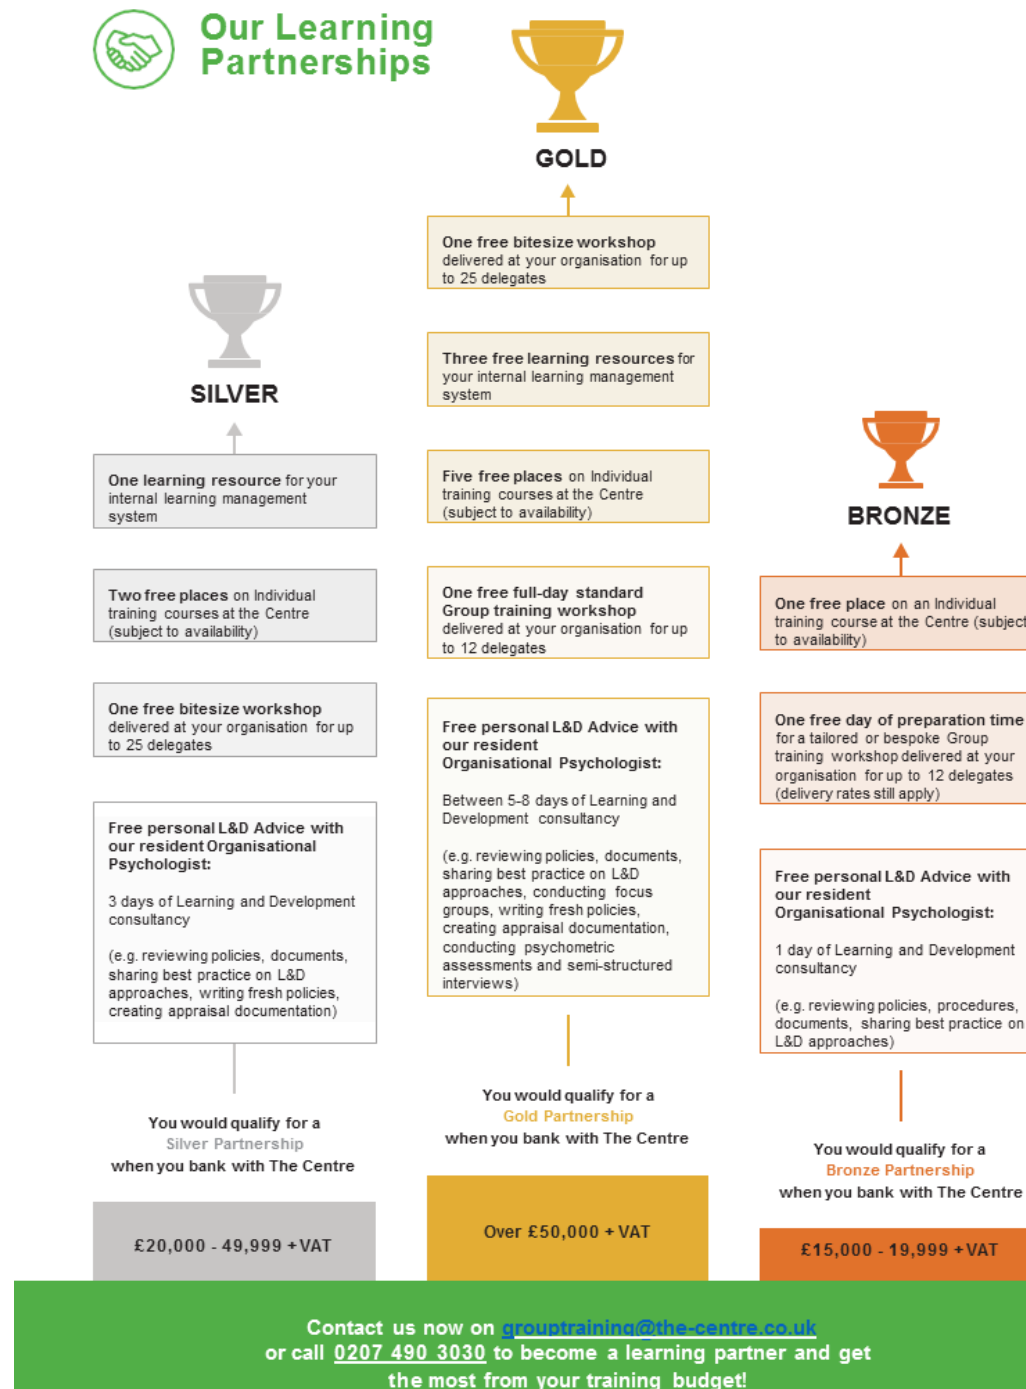 Our Learning
Partnerships
GOLD
One free bitesize workshop
delivered at your organisation for up
to 25 delegates
Three free learning resources for
your internal learning management
system
Five free places on Individual
training courses at the Centre
(subject to availability)
One free full-day standard
Group training workshop
delivered at your organisation for up
to 12 delegates
Free personal L&D Advice with
our resident
Organisational Psychologist:
Between 5-8 days of Learning and
Development consultancy
(e.g. reviewing policies, documents,
sharing best practice on L&D
approaches, conducting focus
groups, writing fresh policies,
creating appraisal documentation,
conducting psychometric
assessments and semi-structured
interviews)
You would qualify for a
Gold Partnership
when you bank with The Centre
Over £50,000 + VAT
SILVER
One learning resource for your
internal learning management
system
Two free places on Individual
training courses at the Centre
(subject to availability)
One free bitesize workshop
delivered at your organisation for up
to 25 delegates
Free personal L&D Advice with
our resident Organisational
Psychologist:
3 days of Learning and Development
consultancy
(e.g. reviewing policies, documents,
sharing best practice on L&D
approaches, writing fresh policies,
creating appraisal documentation)
You would qualify for a
Silver Partnership
when you bank with The Centre
£20,000 - 49,999 + VAT
BRONZE
One free place on an Individual
training course at the Centre (subject
to availability)
One free day of preparation time
for a tailored or bespoke Group
training workshop delivered at your
organisation for up to 12 delegates
(delivery rates still apply)
Free personal L&D Advice with
our resident
Organisational Psychologist:
1 day of Learning and Development
consultancy
(e.g. reviewing policies, procedures,
documents, sharing best practice on
L&D approaches)
You would qualify for a
Bronze Partnership
when you bank with The Centre
£15,000 - 19,999 + VAT
Contact us now on grouptraining@the-centre.co.uk
or call 0207 490 3030 to become a learning partner and get
the most from your training budget!